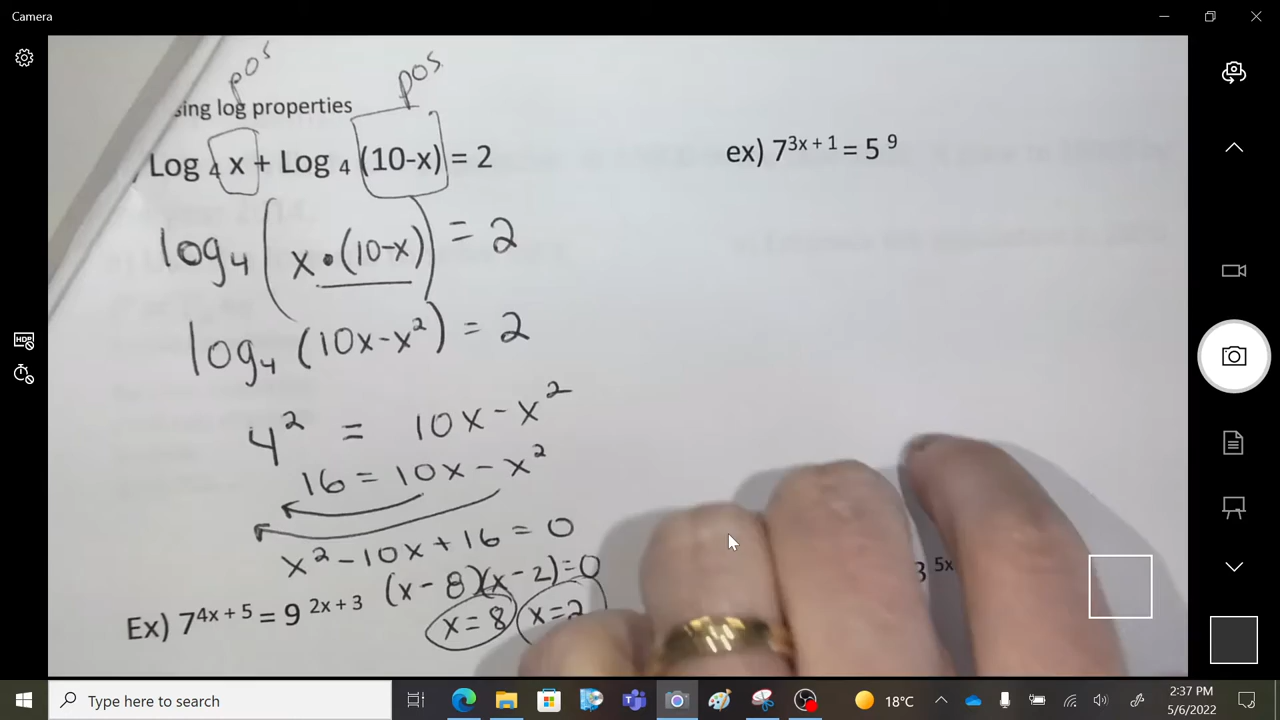 Camera
pos
pos
sing log properties
Log 4 x + Log 4 (10-x) = 2
log4 (x • (10-x)) = 2
log4 (10x-x²) = 2
4² = 10x-x²
16 = 10x - x²
x² - 10x + 16 = 0
(x - 8)(x - 2) = 0
x = 8 x = 2
Ex) 7^4x + 5 = 9^2x + 3
ex) 7^3x + 1 = 5^9
3^5x
Type here to search
18°C
2:37 PM
5/6/2022